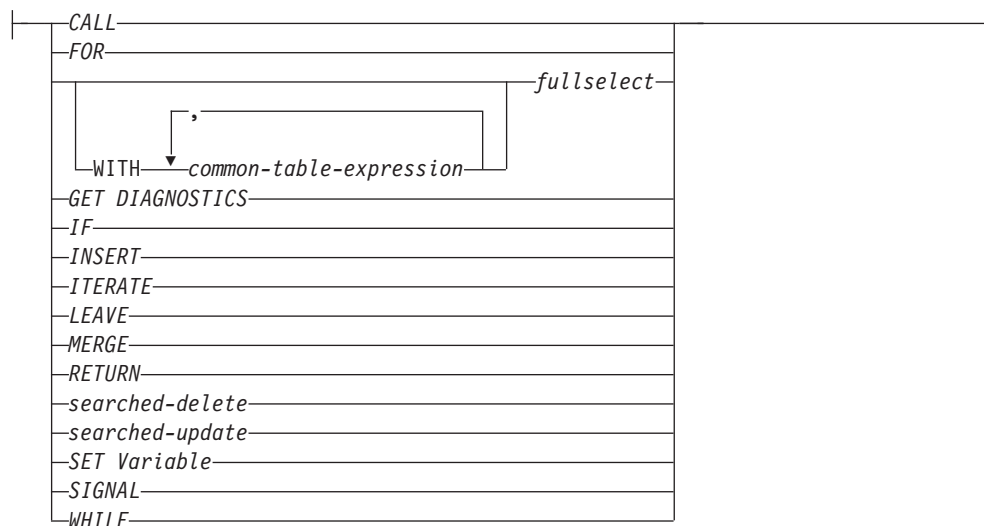 CALL
FOR
fullselect
,
WITH common-table-expression
GET DIAGNOSTICS
IF
INSERT
ITERATE
LEAVE
MERGE
RETURN
searched-delete
searched-update
SET Variable
SIGNAL
WHILE